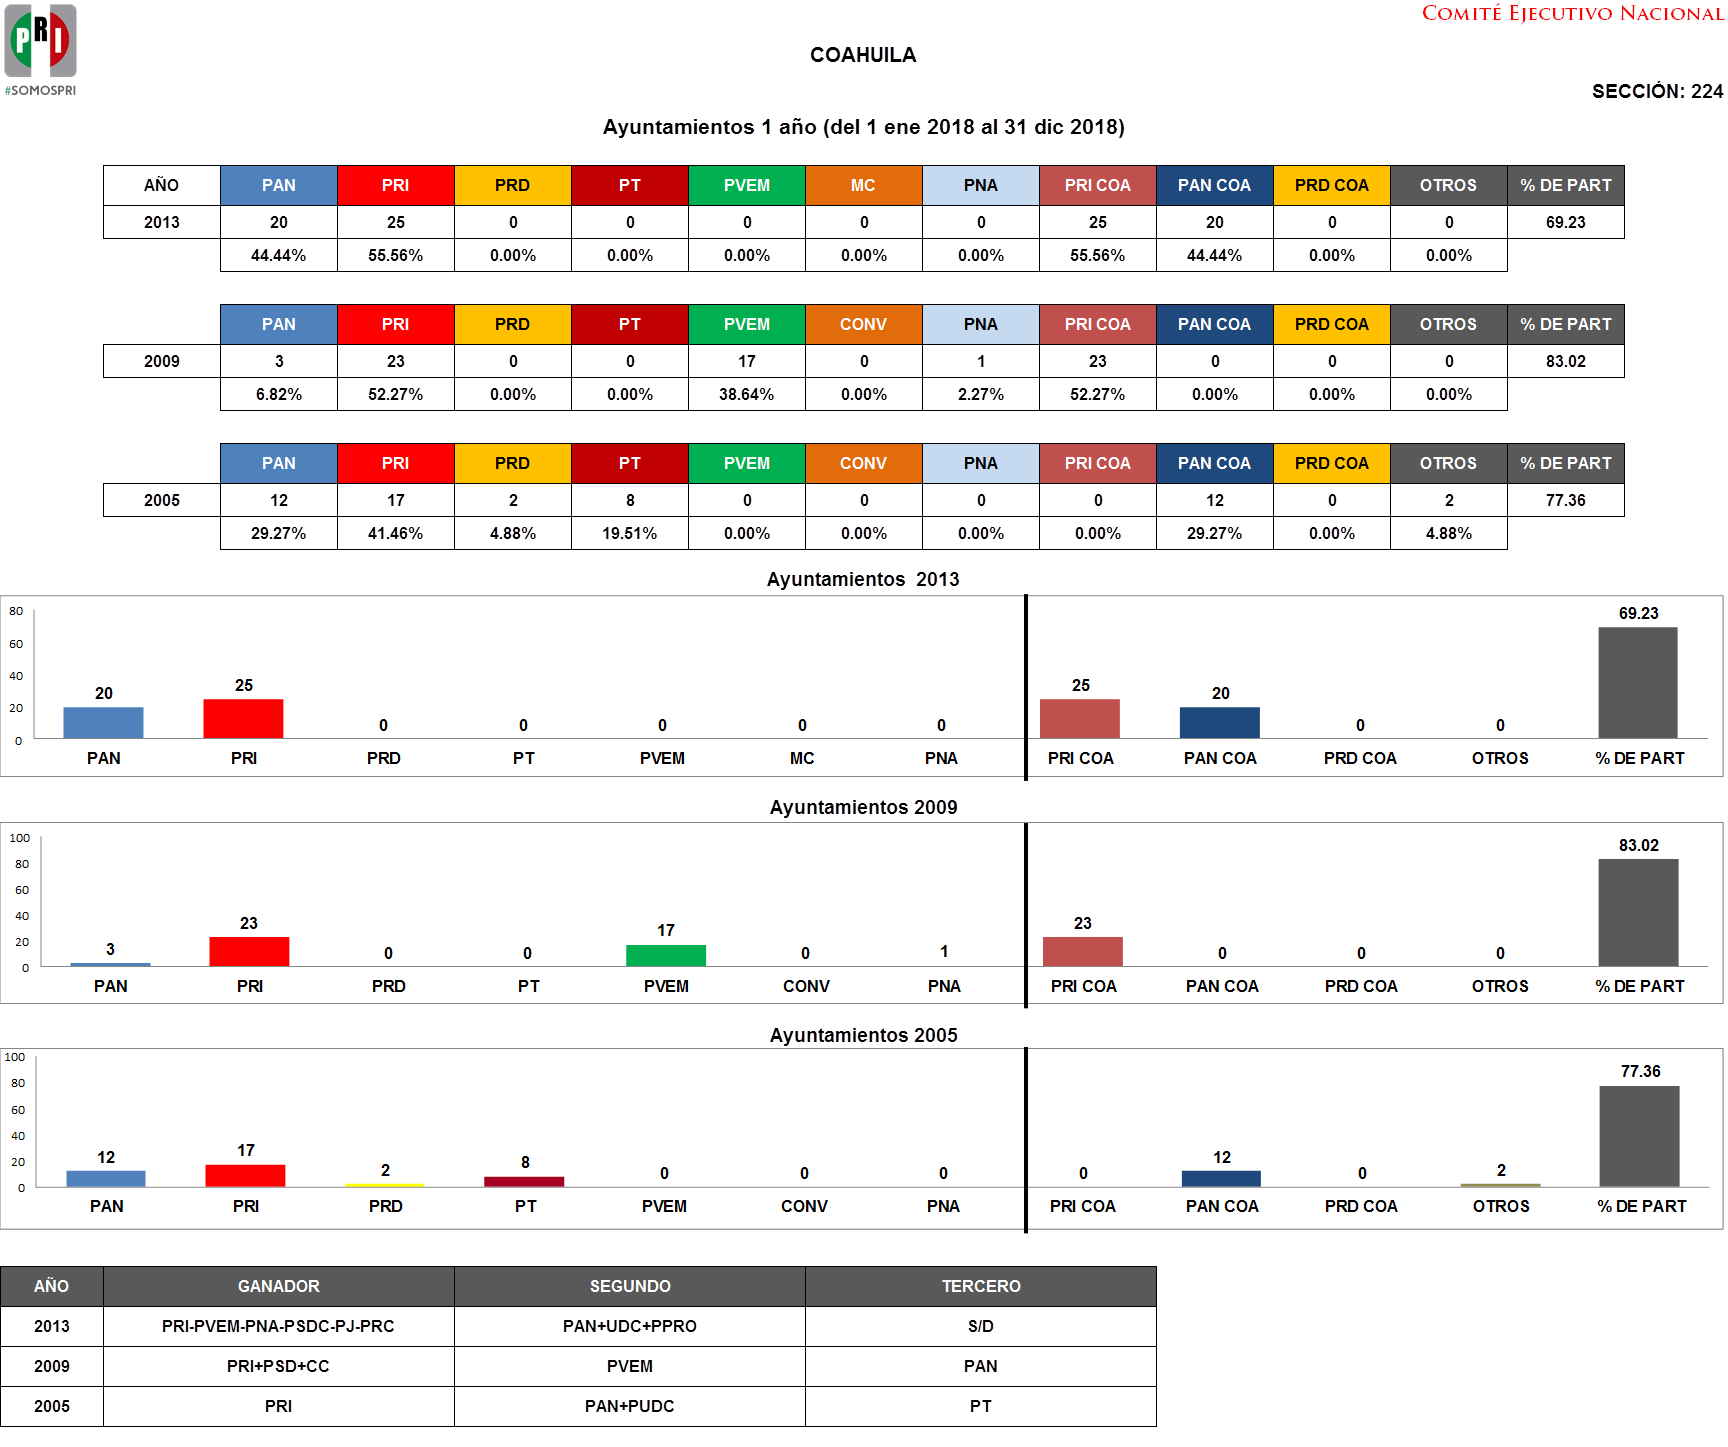 COMITÉ EJECUTIVO NACIONAL
PRI
#SOMOSPRI
COAHUILA
SECCIÓN: 224
Ayuntamientos 1 año (del 1 ene 2018 al 31 dic 2018)
AÑO PAN PRI PRD PT PVEM MC PNA PRI COA PAN COA PRD COA OTROS % DE PART
2013 20 25 0 0 0 0 0 25 20 0 0 69.23
44.44% 55.56% 0.00% 0.00% 0.00% 0.00% 0.00% 55.56% 44.44% 0.00% 0.00%
PAN PRI PRD PT PVEM CONV PNA PRI COA PAN COA PRD COA OTROS % DE PART
2009 3 23 0 0 17 0 1 23 0 0 0 83.02
6.82% 52.27% 0.00% 0.00% 38.64% 0.00% 2.27% 52.27% 0.00% 0.00% 0.00%
PAN PRI PRD PT PVEM CONV PNA PRI COA PAN COA PRD COA OTROS % DE PART
2005 12 17 2 8 0 0 0 0 12 0 2 77.36
29.27% 41.46% 4.88% 19.51% 0.00% 0.00% 0.00% 0.00% 29.27% 0.00% 4.88%
Ayuntamientos 2013
80
60
40
20
0
20 25 0 0 0 0 0 25 20 0 0 69.23
PAN PRI PRD PT PVEM MC PNA PRI COA PAN COA PRD COA OTROS % DE PART
Ayuntamientos 2009
100
80
60
40
20
0
3 23 0 0 17 0 1 23 0 0 0 83.02
PAN PRI PRD PT PVEM CONV PNA PRI COA PAN COA PRD COA OTROS % DE PART
Ayuntamientos 2005
100
80
60
40
20
0
12 17 2 8 0 0 0 0 12 0 2 77.36
PAN PRI PRD PT PVEM CONV PNA PRI COA PAN COA PRD COA OTROS % DE PART
AÑO GANADOR SEGUNDO TERCERO
2013 PRI-PVEM-PNA-PSDC-PJ-PRC PAN+UDC+PPRO S/D
2009 PRI+PSD+CC PVEM PAN
2005 PRI PAN+PUDC PT